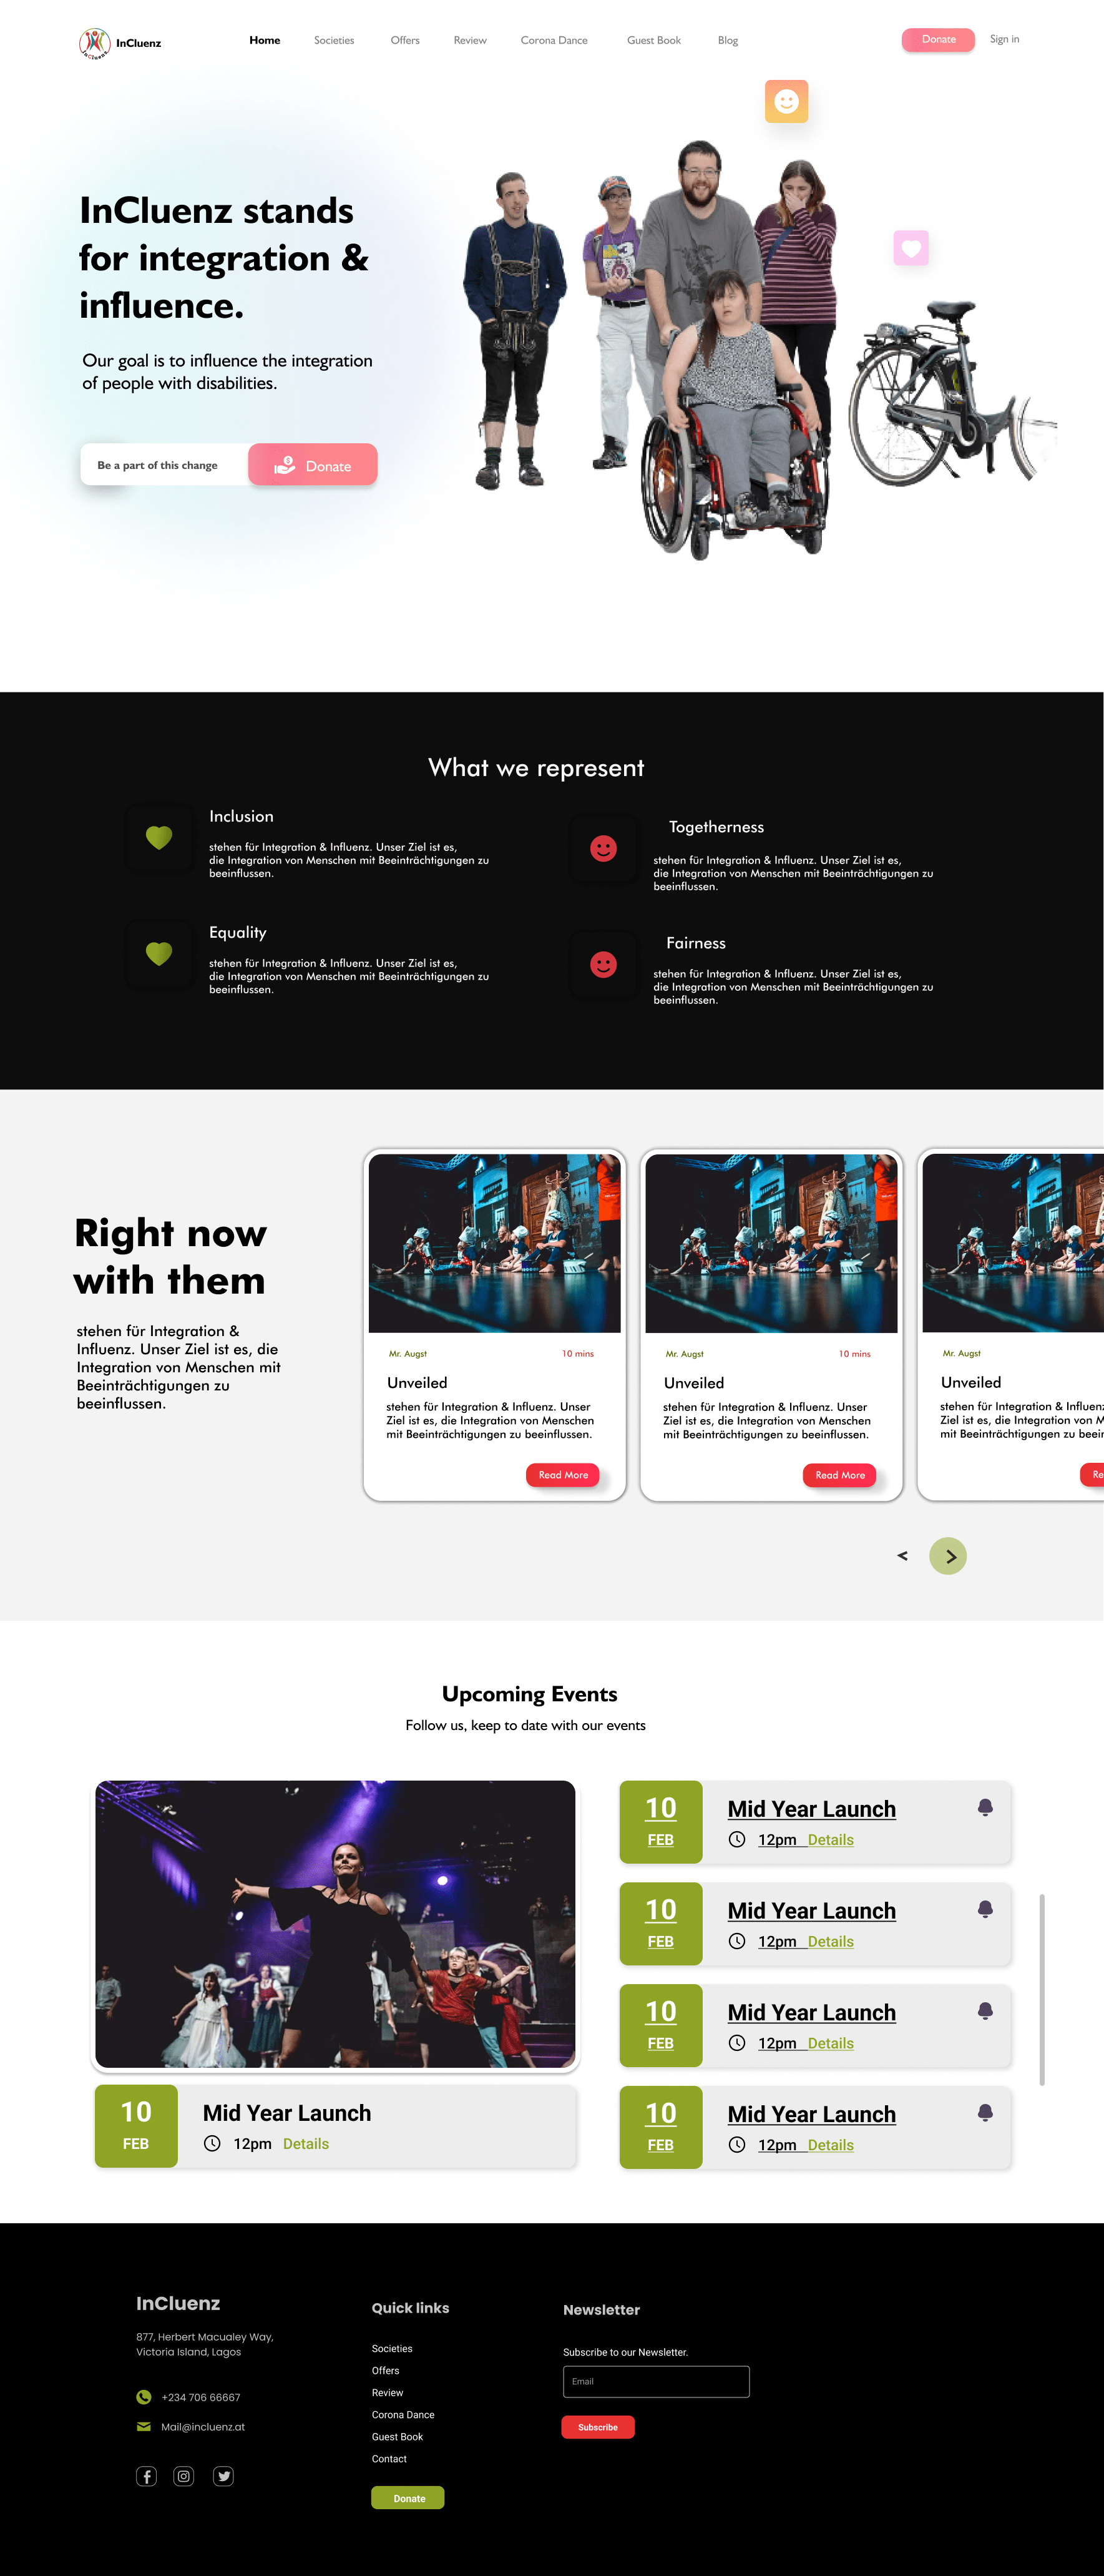 InCluenz
InCluenz
Home
Societies
Offers
Review
Corona Dance
Guest Book
Blog
Donate
Sign in
InCluenz stands
for integration &
influence.
Our goal is to influence the integration
of people with disabilities.
Be a part of this change
Donate
What we represent
Inclusion
stehen für Integration & Influenz. Unser Ziel ist es,
die Integration von Menschen mit Beeinträchtigungen zu
beeinflussen.
Togetherness
stehen für Integration & Influenz. Unser Ziel ist es,
die Integration von Menschen mit Beeinträchtigungen zu
beeinflussen.
Equality
stehen für Integration & Influenz. Unser Ziel ist es,
die Integration von Menschen mit Beeinträchtigungen zu
beeinflussen.
Fairness
stehen für Integration & Influenz. Unser Ziel ist es,
die Integration von Menschen mit Beeinträchtigungen zu
beeinflussen.
Right now
with them
stehen für Integration &
Influenz. Unser Ziel ist es, die
Integration von Menschen mit
Beeinträchtigungen zu
beeinflussen.
Mr. Augst
10 mins
Unveiled
stehen für Integration & Influenz. Unser
Ziel ist es, die Integration von Menschen
mit Beeinträchtigungen zu beeinflussen.
Read More
Mr. Augst
10 mins
Unveiled
stehen für Integration & Influenz. Unser
Ziel ist es, die Integration von Menschen
mit Beeinträchtigungen zu beeinflussen.
Read More
Mr. Augst
Unveiled
stehen für Integration & Influenz
Ziel ist es, die Integration von M
mit Beeinträchtigungen zu beein
Re
< >
Upcoming Events
Follow us, keep to date with our events
10
FEB
Mid Year Launch
12pm Details
10
FEB
Mid Year Launch
12pm Details
10
FEB
Mid Year Launch
12pm Details
10
FEB
Mid Year Launch
12pm Details
10
FEB
Mid Year Launch
12pm Details
InCluenz
877, Herbert Macualey Way,
Victoria Island, Lagos
+234 706 66667
Mail@incluenz.at
Quick links
Societies
Offers
Review
Corona Dance
Guest Book
Contact
Donate
Newsletter
Subscribe to our Newsletter.
Email
Subscribe